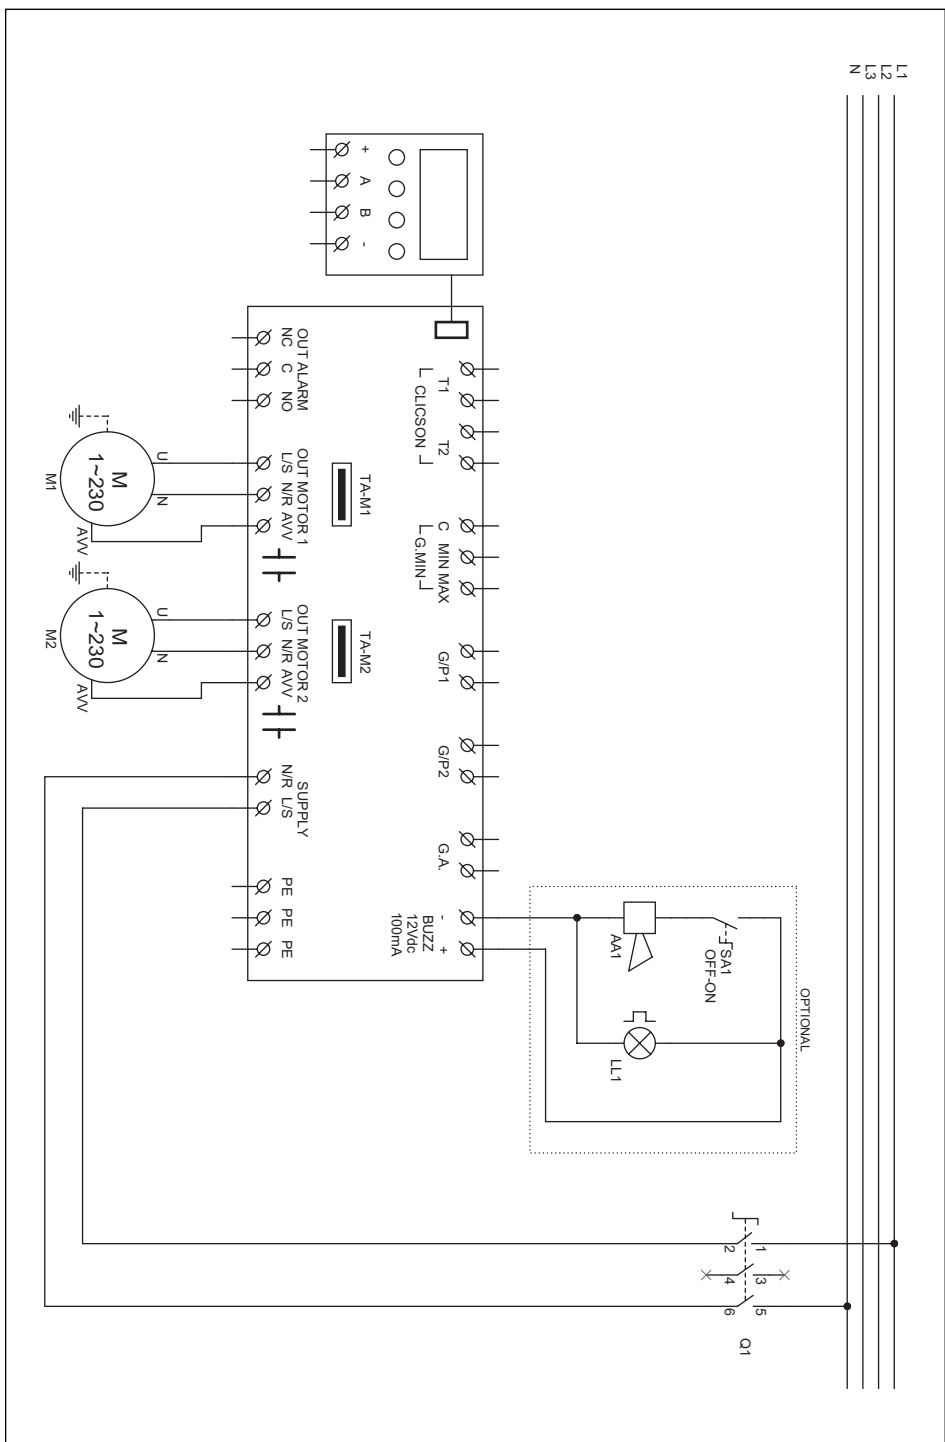 L1
L2
L3
N
+ A B -
T1 T2
CLICSON
C MIN MAX
G.MIN
G/P1
G/P2
G.A.
- +
BUZZ
12Vdc
100mA
TA-M1
TA-M2
OUT ALARM
NC C NO
OUT MOTOR 1
L/S N/R AVV
OUT MOTOR 2
L/S N/R AVV
SUPPLY
N/R L/S
PE PE PE
U N AVV
M
1~230
M1
U N AVV
M
1~230
M2
OPTIONAL
SA1
OFF-ON
AA1
LL1
1 3 5
2 4 6
Q1